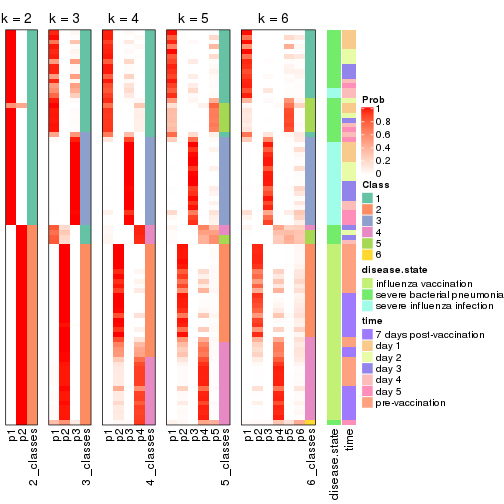 k = 2
k = 3
k = 4
k = 5
k = 6
p1
p2
2_classes
p1
p2
p3
3_classes
p1
p2
p3
p4
4_classes
p1
p2
p3
p4
p5
5_classes
p1
p2
p3
p4
p5
p6
6_classes
disease.state
time
Prob
1
0.8
0.6
0.4
0.2
0
Class
1
2
3
4
5
6
disease.state
influenza vaccination
severe bacterial pneumonia
severe influenza infection
time
7 days post-vaccination
day 1
day 2
day 3
day 4
day 5
pre-vaccination